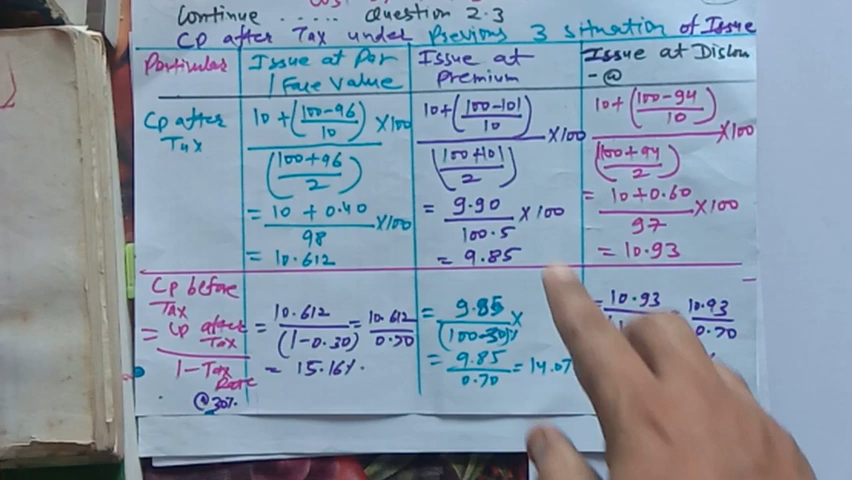 Continue ..... Question 2.3
CP after Tax under Previous 3 situation of Issue
Particular
Issue at Par
/ Face Value
Issue at
Premium
Issue at Discou
-@
CP after
Tax
10 + (100-96 / 10) X100
(100+96 / 2)
= 10 + 0.40 X100
98
= 10.612
10+(100-101 / 10) X100
(100+101 / 2)
= 9.90 X100
100.5
= 9.85
10+(100-94 / 10) X100
(100+94 / 2)
= 10+0.60 X100
97
= 10.93
CP before
Tax
= CP after Tax
1-Tax Rate
@30%
= 10.612 / (1-0.30) = 10.612 / 0.70
= 15.16%.
= 9.85
(100-30)%
= 9.85 / 0.70 = 14.07
= 10.93
10.93 / 0.70